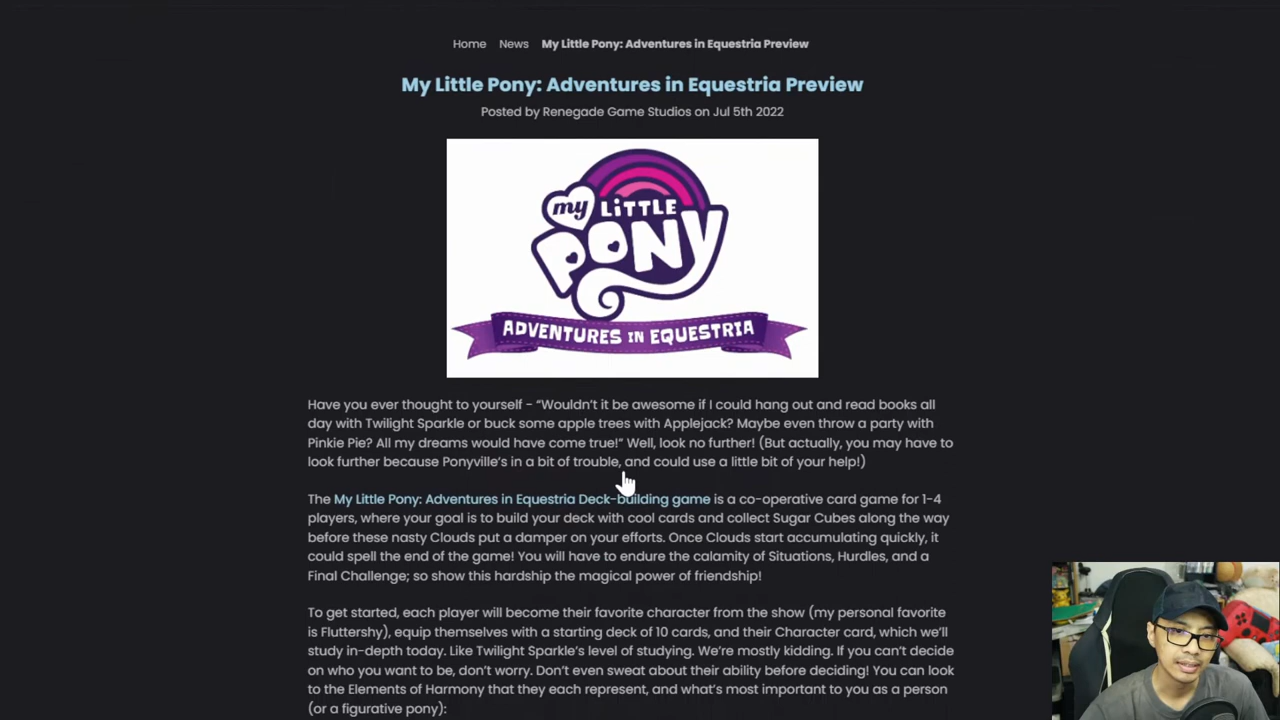 Home News My Little Pony: Adventures in Equestria Preview
My Little Pony: Adventures in Equestria Preview
Posted by Renegade Game Studios on Jul 5th 2022
my LiTTLE
PONY
ADVENTURES IN EQUESTRIA
Have you ever thought to yourself - “Wouldn’t it be awesome if I could hang out and read books all
day with Twilight Sparkle or buck some apple trees with Applejack? Maybe even throw a party with
Pinkie Pie? All my dreams would have come true!” Well, look no further! (But actually, you may have to
look further because Ponyville’s in a bit of trouble, and could use a little bit of your help!)
The My Little Pony: Adventures in Equestria Deck-building game is a co-operative card game for 1-4
players, where your goal is to build your deck with cool cards and collect Sugar Cubes along the way
before these nasty Clouds put a damper on your efforts. Once Clouds start accumulating quickly, it
could spell the end of the game! You will have to endure the calamity of Situations, Hurdles, and a
Final Challenge; so show this hardship the magical power of friendship!
To get started, each player will become their favorite character from the show (my personal favorite
is Fluttershy), equip themselves with a starting deck of 10 cards, and their Character card, which we’ll
study in-depth today. Like Twilight Sparkle’s level of studying. We’re mostly kidding. If you can’t decide
on who you want to be, don’t worry. Don’t even sweat about their ability before deciding! You can look
to the Elements of Harmony that they each represent, and what’s most important to you as a person
(or a figurative pony):